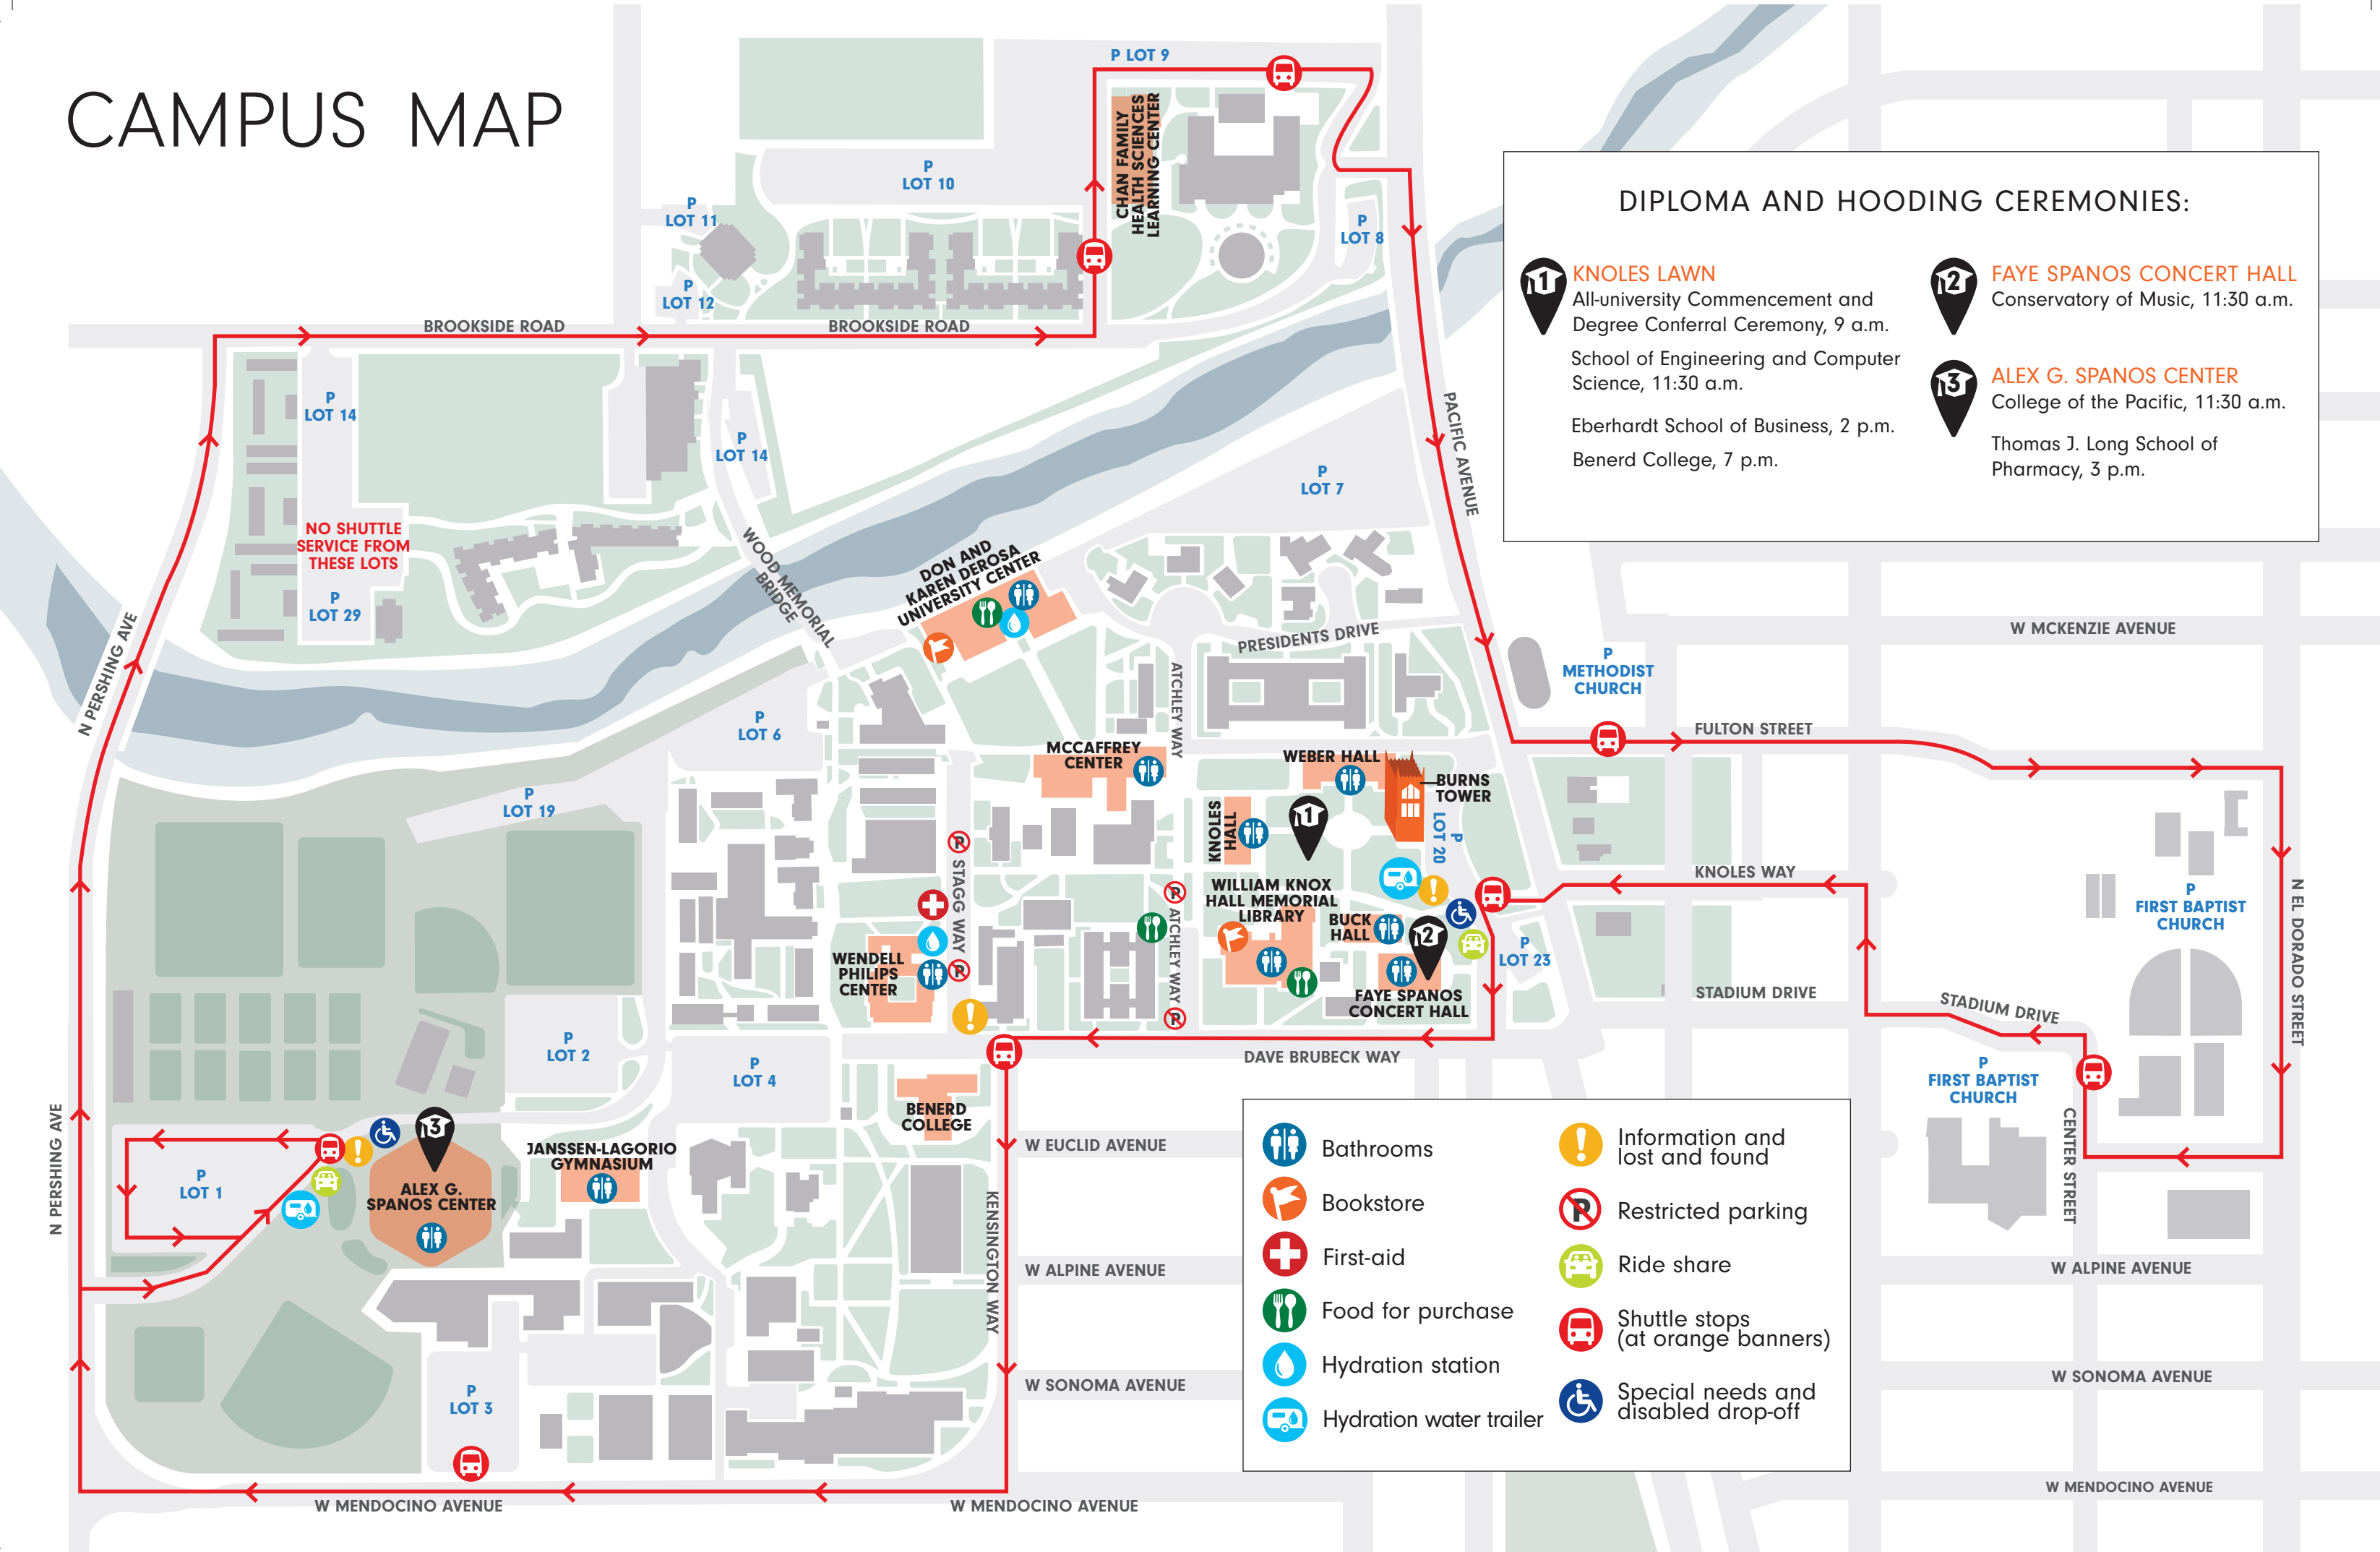 CAMPUS MAP
P LOT 9
CHAN FAMILY
HEALTH SCIENCES
LEARNING CENTER
P
LOT 10
P
LOT 11
P
LOT 12
P
LOT 8
BROOKSIDE ROAD
BROOKSIDE ROAD
DIPLOMA AND HOODING CEREMONIES:
1
KNOLES LAWN
All-university Commencement and
Degree Conferral Ceremony, 9 a.m.
School of Engineering and Computer
Science, 11:30 a.m.
Eberhardt School of Business, 2 p.m.
Benerd College, 7 p.m.
2
FAYE SPANOS CONCERT HALL
Conservatory of Music, 11:30 a.m.
3
ALEX G. SPANOS CENTER
College of the Pacific, 11:30 a.m.
Thomas J. Long School of
Pharmacy, 3 p.m.
P
LOT 14
P
LOT 14
P
LOT 7
PACIFIC AVENUE
NO SHUTTLE
SERVICE FROM
THESE LOTS
P
LOT 29
N PERSHING AVE
WOOD MEMORIAL
BRIDGE
DON AND
KAREN DEROSA
UNIVERSITY CENTER
PRESIDENTS DRIVE
ATCHLEY WAY
W MCKENZIE AVENUE
P
METHODIST
CHURCH
FULTON STREET
P
LOT 6
P
LOT 19
MCCAFFREY
CENTER
WEBER HALL
BURNS
TOWER
P
LOT 20
KNOLES
HALL
1
P
STAGG WAY
P
P
ATCHLEY WAY
P
WILLIAM KNOX
HALL MEMORIAL
LIBRARY
BUCK
HALL
2
FAYE SPANOS
CONCERT HALL
P
LOT 23
KNOLES WAY
STADIUM DRIVE
STADIUM DRIVE
P
FIRST BAPTIST
CHURCH
N EL DORADO STREET
P
FIRST BAPTIST
CHURCH
CENTER STREET
WENDELL
PHILIPS
CENTER
DAVE BRUBECK WAY
P
LOT 2
P
LOT 4
BENERD
COLLEGE
N PERSHING AVE
P
LOT 1
3
ALEX G.
SPANOS CENTER
JANSSEN-LAGORIO
GYMNASIUM
KENSINGTON WAY
W EUCLID AVENUE
W ALPINE AVENUE
W SONOMA AVENUE
W ALPINE AVENUE
W SONOMA AVENUE
W MENDOCINO AVENUE
P
LOT 3
W MENDOCINO AVENUE
W MENDOCINO AVENUE
Bathrooms
Bookstore
First-aid
Food for purchase
Hydration station
Hydration water trailer
Information and
lost and found
P
Restricted parking
Ride share
Shuttle stops
(at orange banners)
Special needs and
disabled drop-off